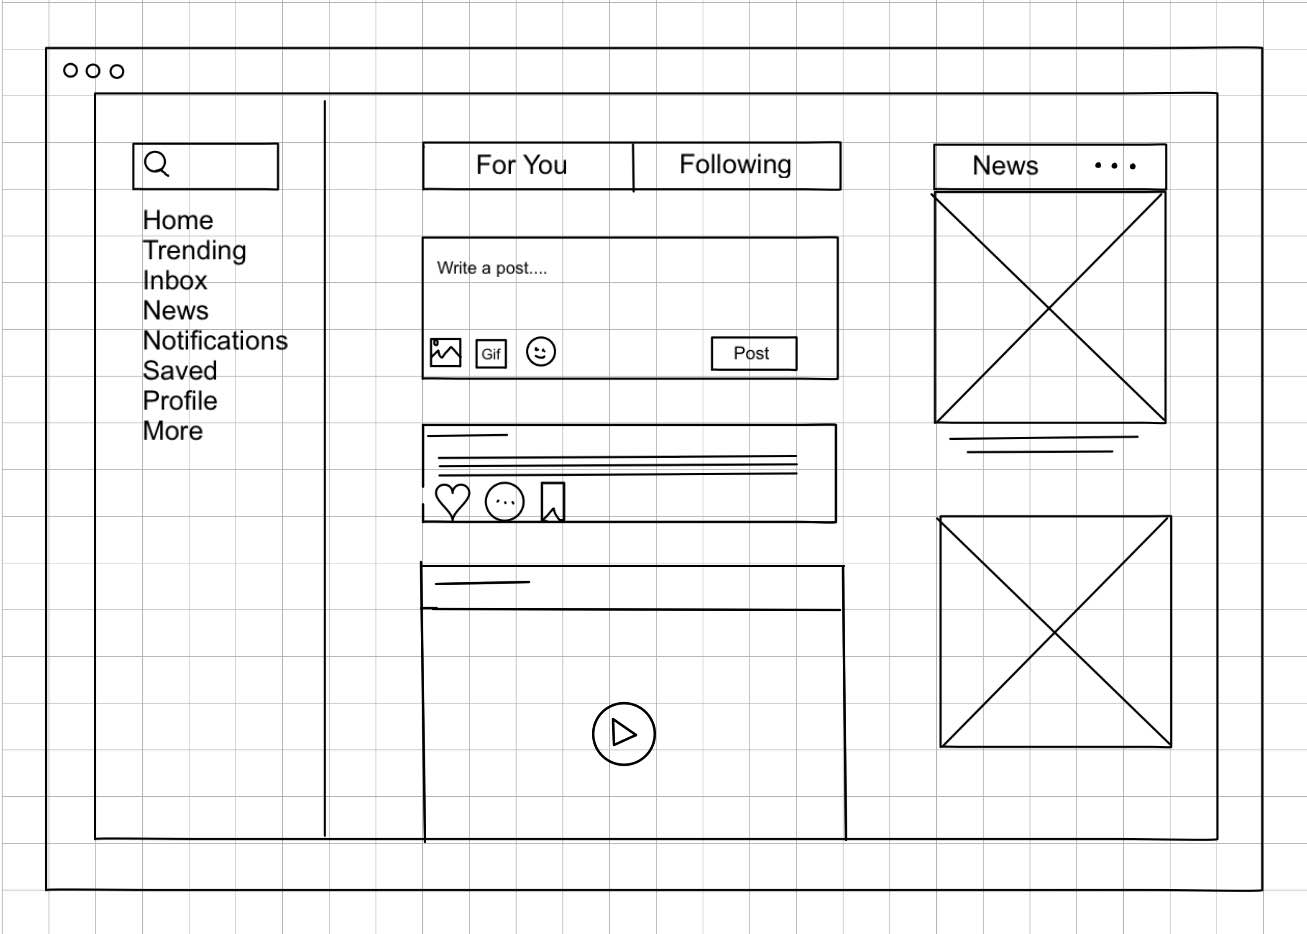 Home
Trending
Inbox
News
Notifications
Saved
Profile
More
For You
Following
Write a post....
Gif
Post
News